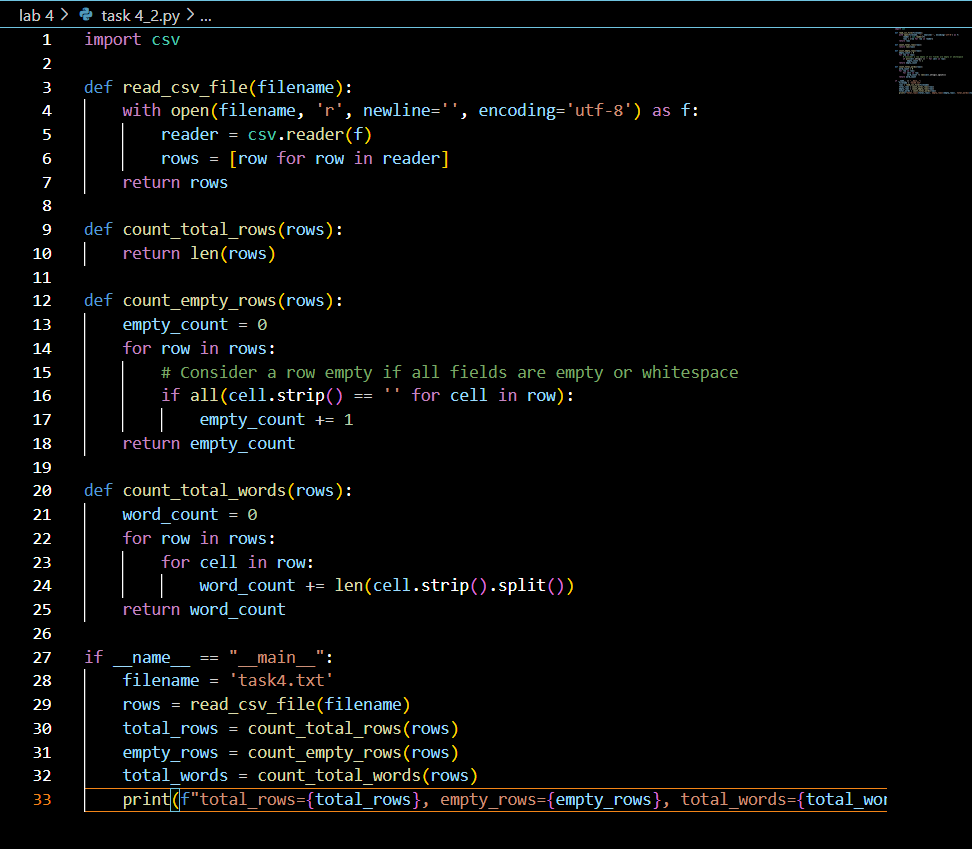 lab 4 > task 4_2.py > ...
1 import csv
2
3 def read_csv_file(filename):
4     with open(filename, 'r', newline='', encoding='utf-8') as f:
5         reader = csv.reader(f)
6         rows = [row for row in reader]
7     return rows
8
9 def count_total_rows(rows):
10     return len(rows)
11
12 def count_empty_rows(rows):
13     empty_count = 0
14     for row in rows:
15         # Consider a row empty if all fields are empty or whitespace
16         if all(cell.strip() == '' for cell in row):
17             empty_count += 1
18     return empty_count
19
20 def count_total_words(rows):
21     word_count = 0
22     for row in rows:
23         for cell in row:
24             word_count += len(cell.strip().split())
25     return word_count
26
27 if __name__ == "__main__":
28     filename = 'task4.txt'
29     rows = read_csv_file(filename)
30     total_rows = count_total_rows(rows)
31     empty_rows = count_empty_rows(rows)
32     total_words = count_total_words(rows)
33     print(f"total_rows={total_rows}, empty_rows={empty_rows}, total_words={total_wor